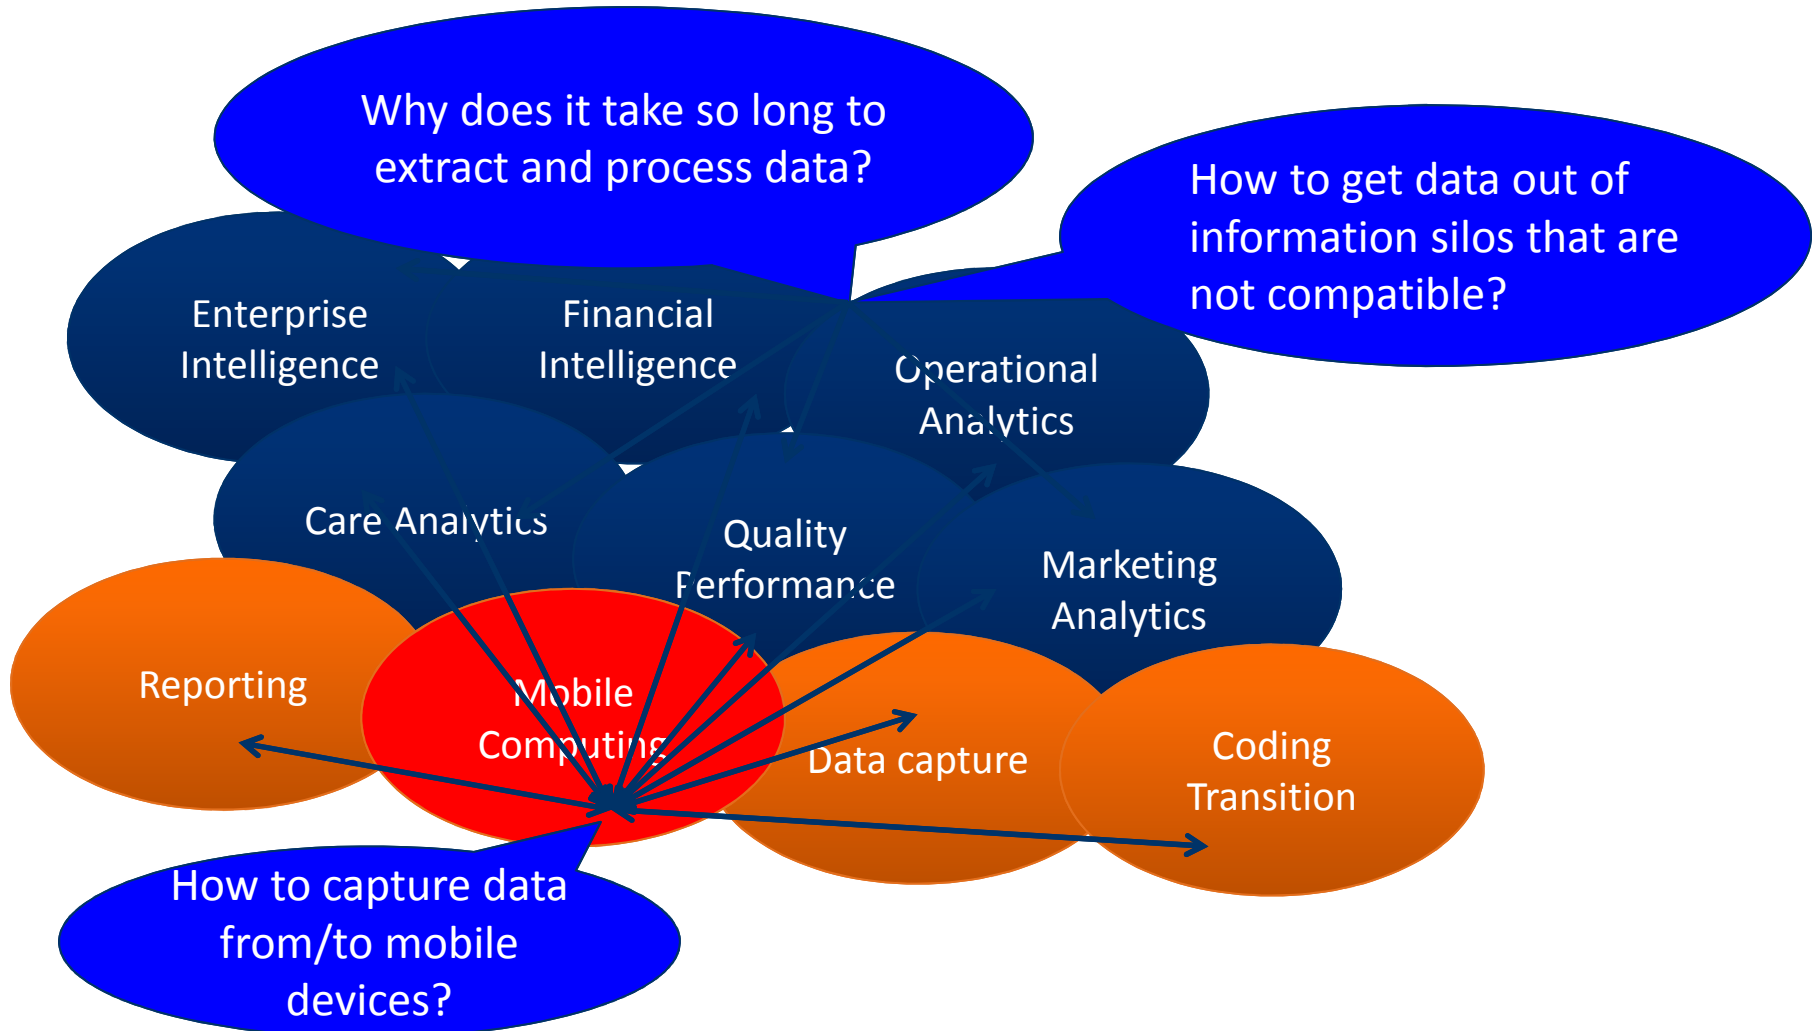 Why does it take so long to
extract and process data?
How to get data out of
information silos that are
not compatible?
Enterprise
Intelligence
Financial
Intelligence
Operational
Analytics
Care Analytics
Quality
Performance
Marketing
Analytics
Reporting
Mobile
Computing
Data capture
Coding
Transition
How to capture data
from/to mobile
devices?